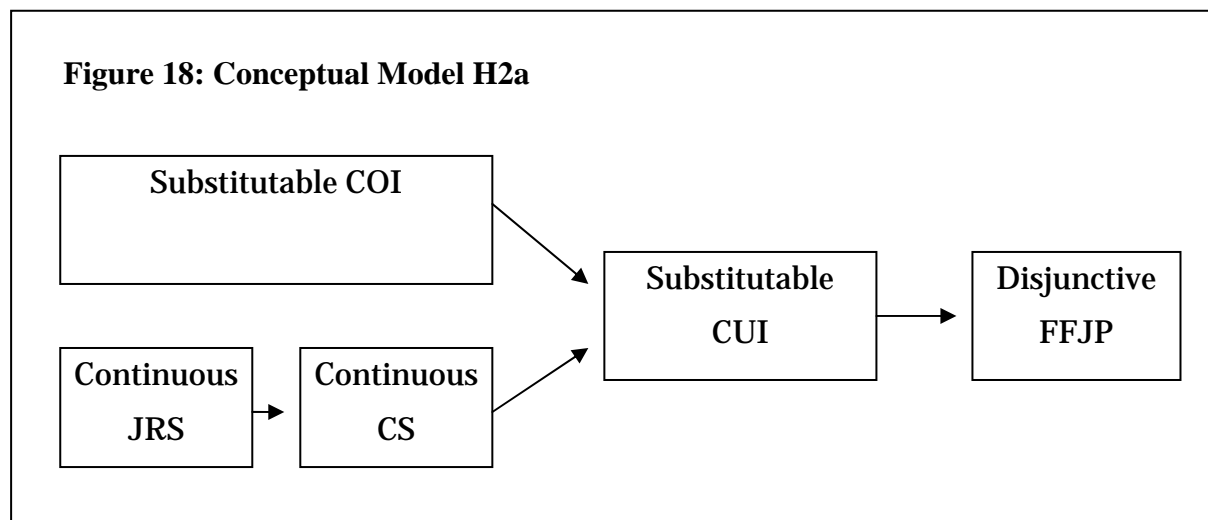 Figure 18: Conceptual Model H2a
Substitutable COI
Substitutable
CUI
Disjunctive
FFJP
Continuous
JRS
Continuous
CS